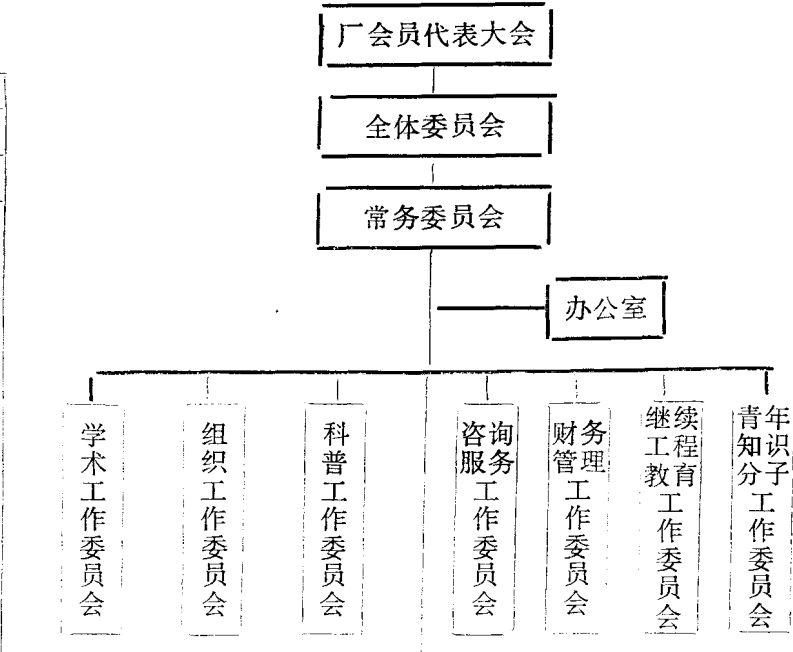 厂会员代表大会
全体委员会
常务委员会
办公室
学术工作委员会
组织工作委员会
科普工作委员会
咨询服务工作委员会
财务管理工作委员会
继续工程教育工作委员会
青年知识分子工作委员会